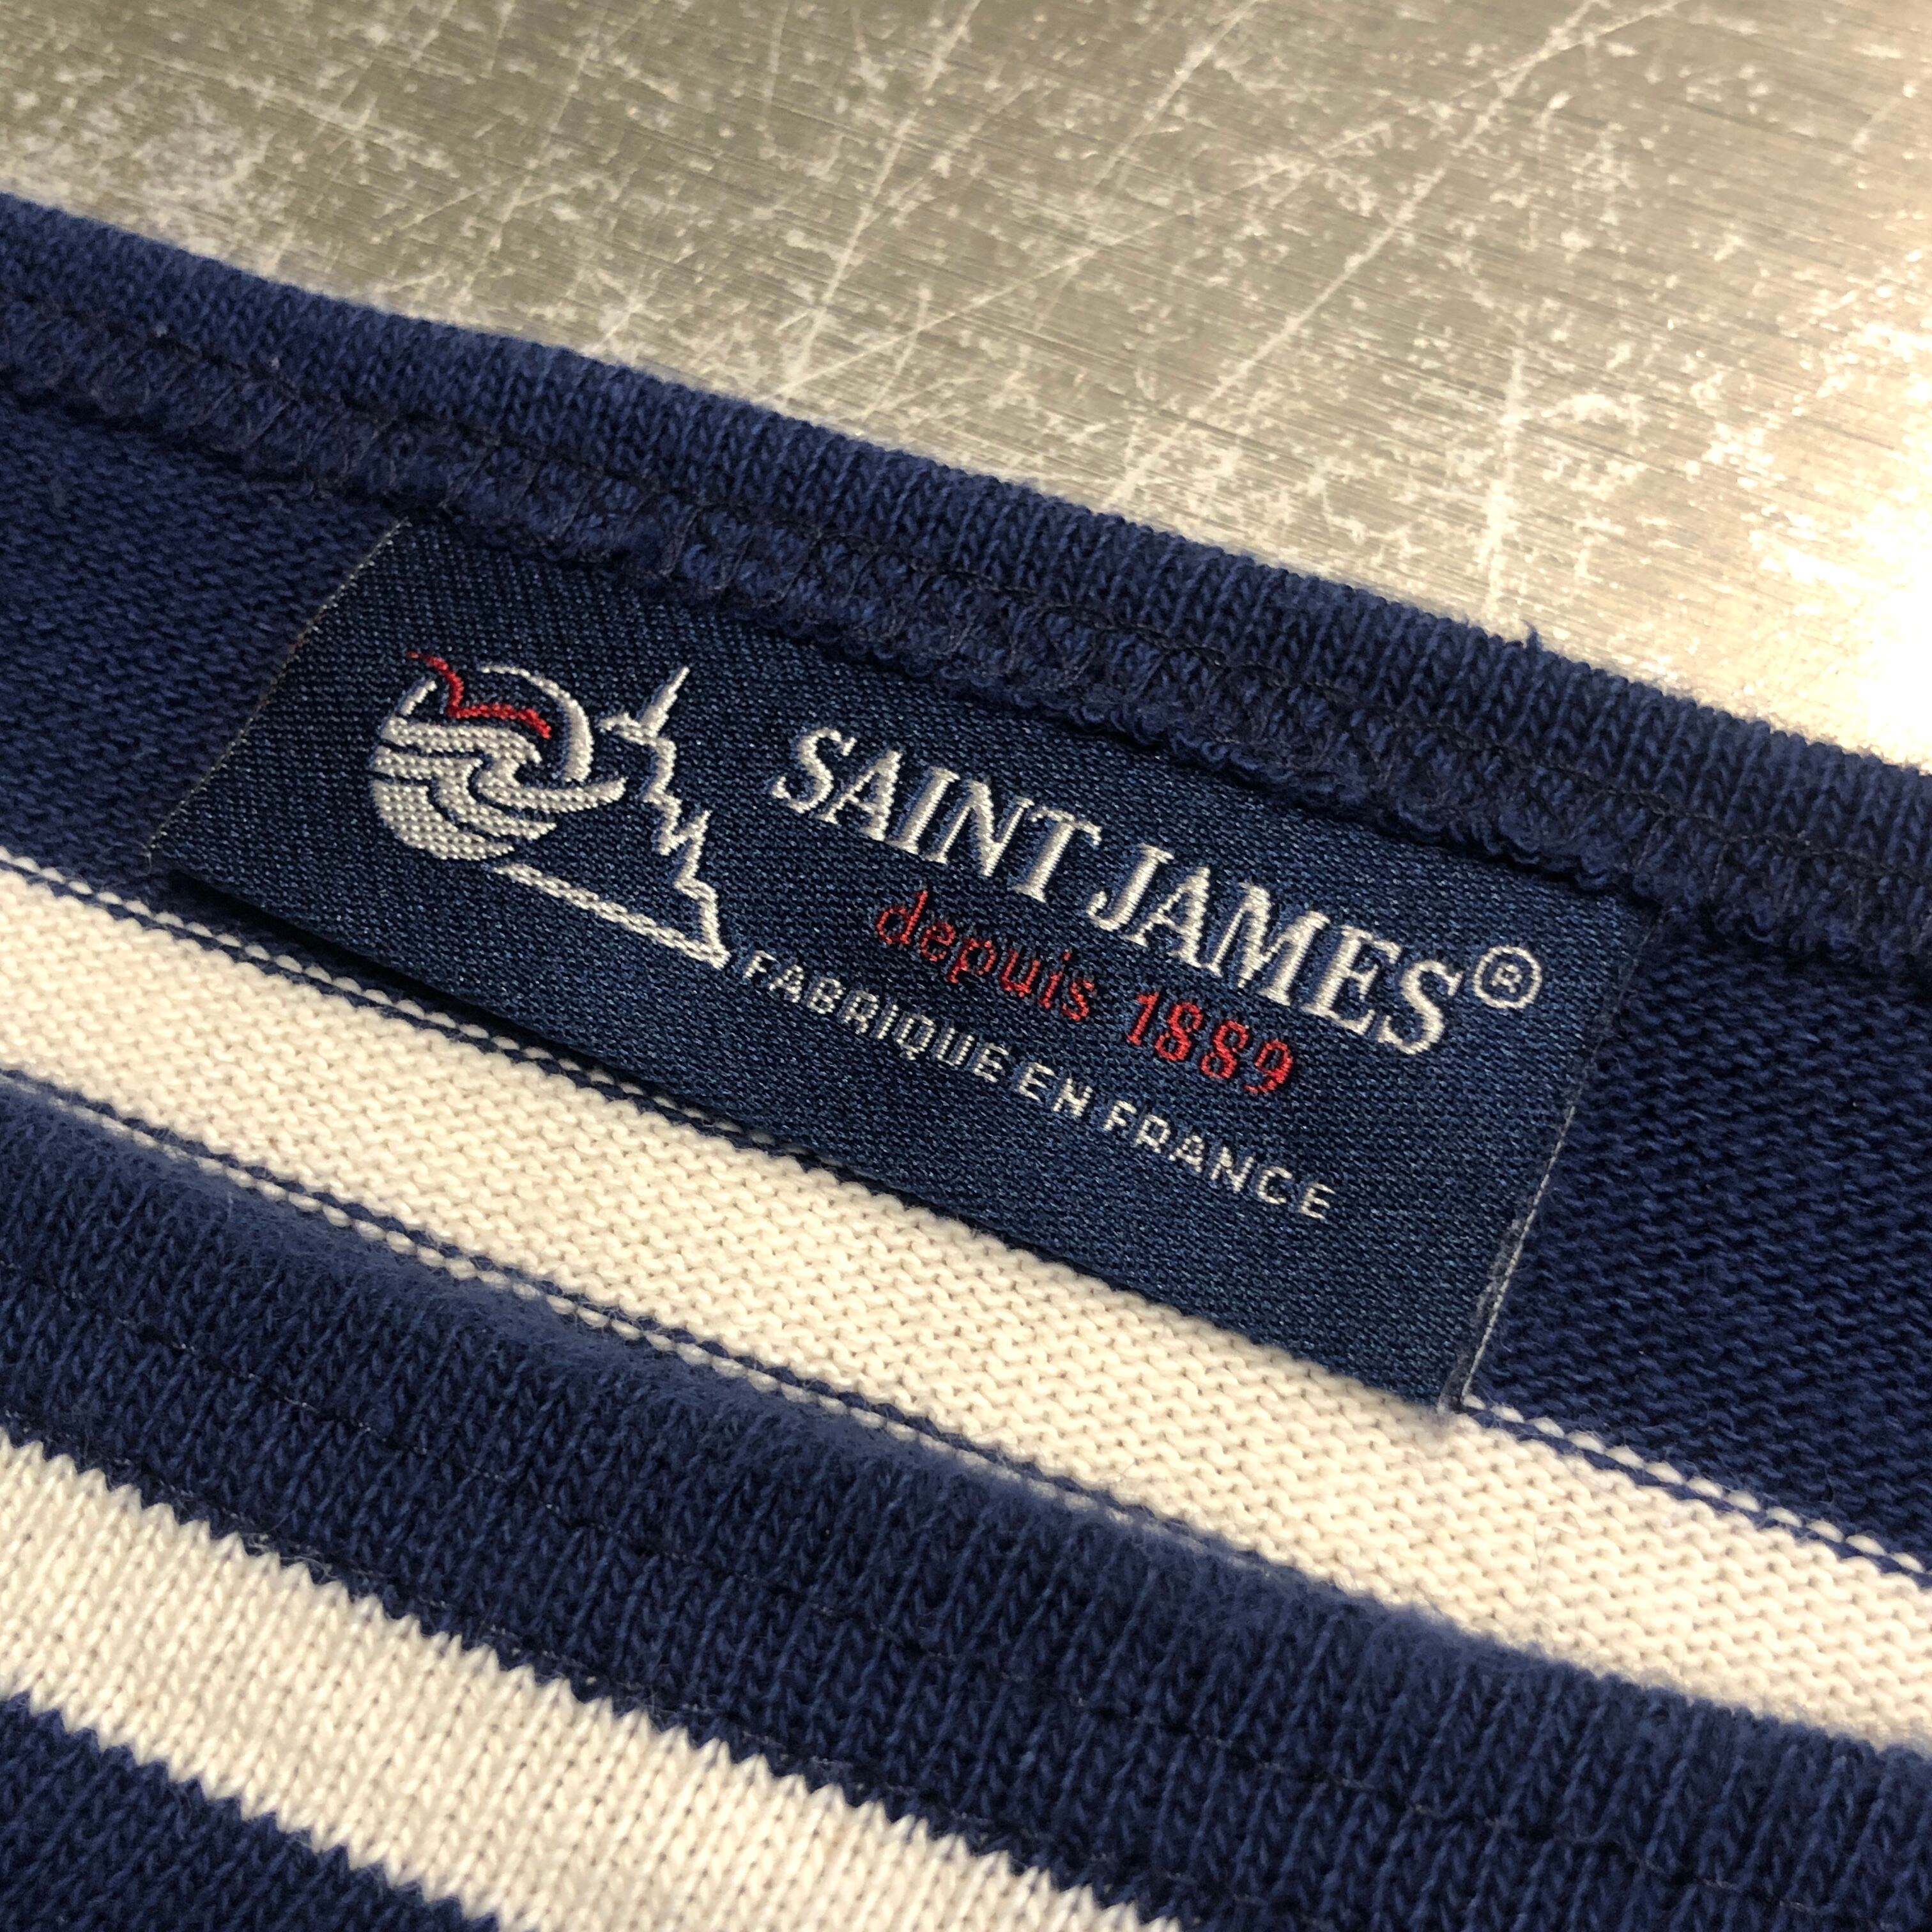 SAINT JAMES®
depuis 1889
FABRIQUE EN FRANCE